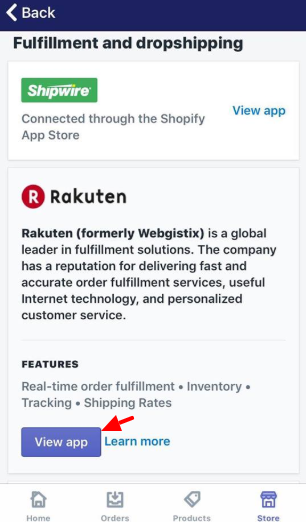 Back
Fulfillment and dropshipping
Shipwire
Connected through the Shopify
App Store
View app
R Rakuten
Rakuten (formerly Webgistix) is a global
leader in fulfillment solutions. The company
has a reputation for delivering fast and
accurate order fulfillment services, useful
Internet technology, and personalized
customer service.
FEATURES
Real-time order fulfillment • Inventory •
Tracking • Shipping Rates
View app Learn more
Home Orders Products Store